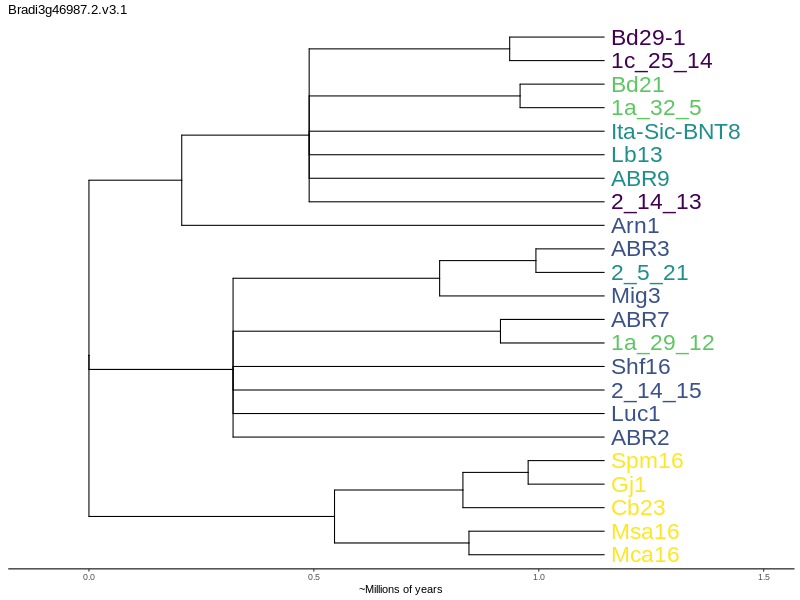 Bradi3g46987.2.v3.1
Bd29-1
1c_25_14
Bd21
1a_32_5
Ita-Sic-BNT8
Lb13
ABR9
2_14_13
Arn1
ABR3
2_5_21
Mig3
ABR7
1a_29_12
Shf16
2_14_15
Luc1
ABR2
Spm16
Gj1
Cb23
Msa16
Mca16
0.0 0.5 1.0 1.5
~Millions of years